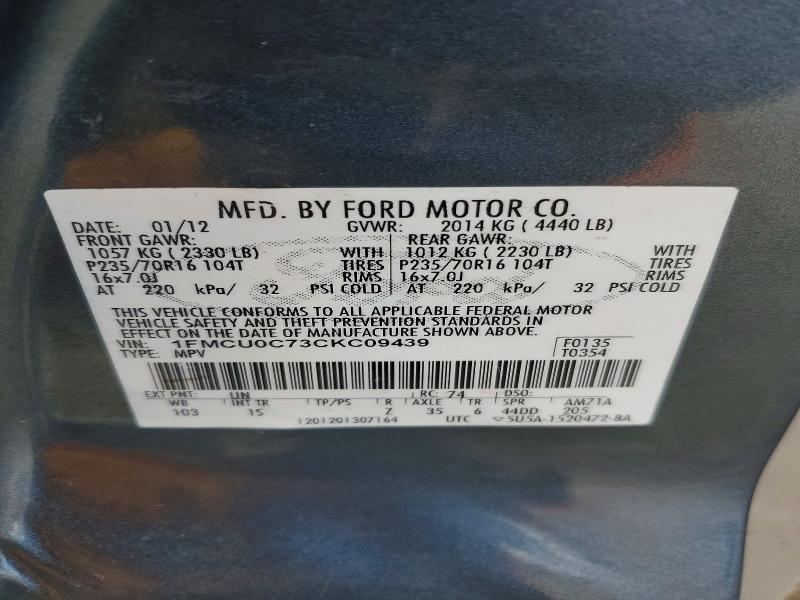 MFD. BY FORD MOTOR CO.
DATE: 01/12 GVWR: 2014 KG ( 4440 LB)
FRONT GAWR: REAR GAWR:
1057 KG ( 2330 LB) WITH 1012 KG ( 2230 LB) WITH
P235/70R16 104T TIRES P235/70R16 104T TIRES
16x7.0J RIMS 16x7.0J RIMS
AT 220 kPa/ 32 PSI COLD AT 220 kPa/ 32 PSI COLD
THIS VEHICLE CONFORMS TO ALL APPLICABLE FEDERAL MOTOR
VEHICLE SAFETY AND THEFT PREVENTION STANDARDS IN
EFFECT ON THE DATE OF MANUFACTURE SHOWN ABOVE.
VIN: 1FMCU0C73CKC09439 F0135
TYPE: MPV T0354
EXT PNT: UN RC: 74 DSO:
WB INT TR TP/PS R AXLE TR SPR AM71A
103 IS Z 35 6 44DD 205
1201201307164 UTC ▽5U5A-1520472-BA